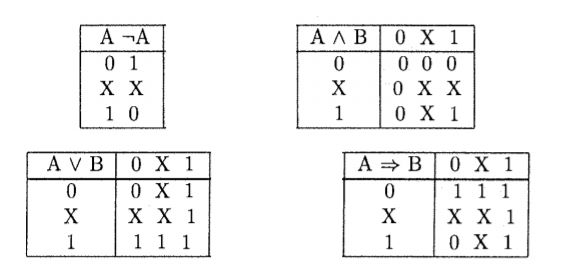 A ¬A
0 1
X X
1 0
A ∧ B 0 X 1
0 0 0 0
X 0 X X
1 0 X 1
A ∨ B 0 X 1
0 0 X 1
X X X 1
1 1 1 1
A ⇒ B 0 X 1
0 1 1 1
X X X 1
1 0 X 1